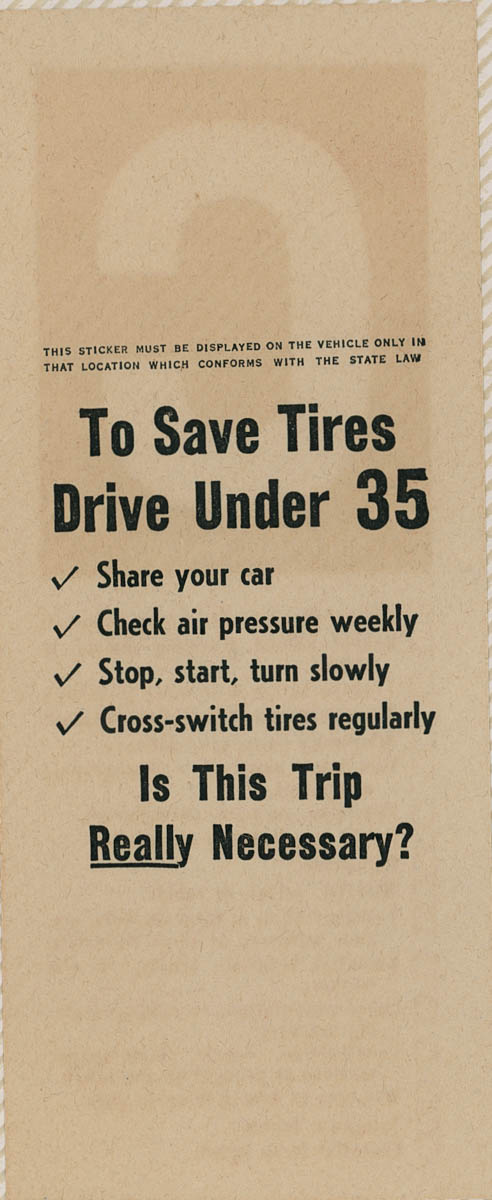 THIS STICKER MUST BE DISPLAYED ON THE VEHICLE ONLY IN
THAT LOCATION WHICH CONFORMS WITH THE STATE LAW
To Save Tires
Drive Under 35
✓ Share your car
✓ Check air pressure weekly
✓ Stop, start, turn slowly
✓ Cross-switch tires regularly
Is This Trip
Really Necessary?